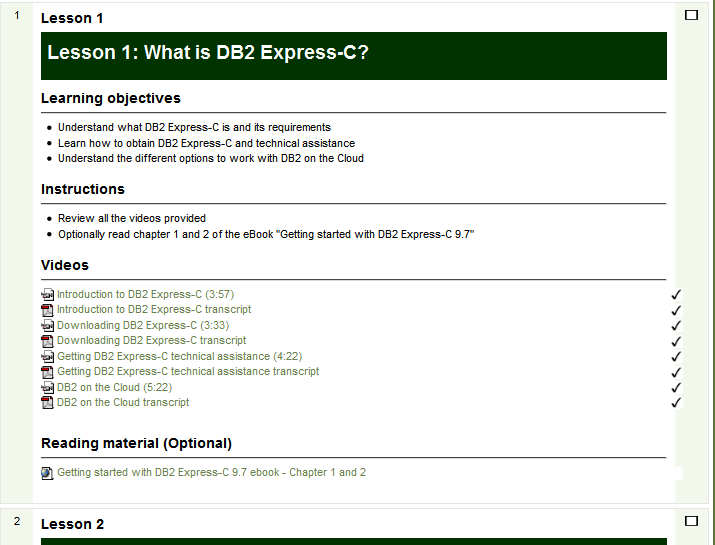 1
Lesson 1
Lesson 1: What is DB2 Express-C?
Learning objectives
Understand what DB2 Express-C is and its requirements
Learn how to obtain DB2 Express-C and technical assistance
Understand the different options to work with DB2 on the Cloud
Instructions
Review all the videos provided
Optionally read chapter 1 and 2 of the eBook "Getting started with DB2 Express-C 9.7"
Videos
Introduction to DB2 Express-C (3:57)
Introduction to DB2 Express-C transcript
Downloading DB2 Express-C (3:33)
Downloading DB2 Express-C transcript
Getting DB2 Express-C technical assistance (4:22)
Getting DB2 Express-C technical assistance transcript
DB2 on the Cloud (5:22)
DB2 on the Cloud transcript
Reading material (Optional)
Getting started with DB2 Express-C 9.7 ebook - Chapter 1 and 2
2
Lesson 2